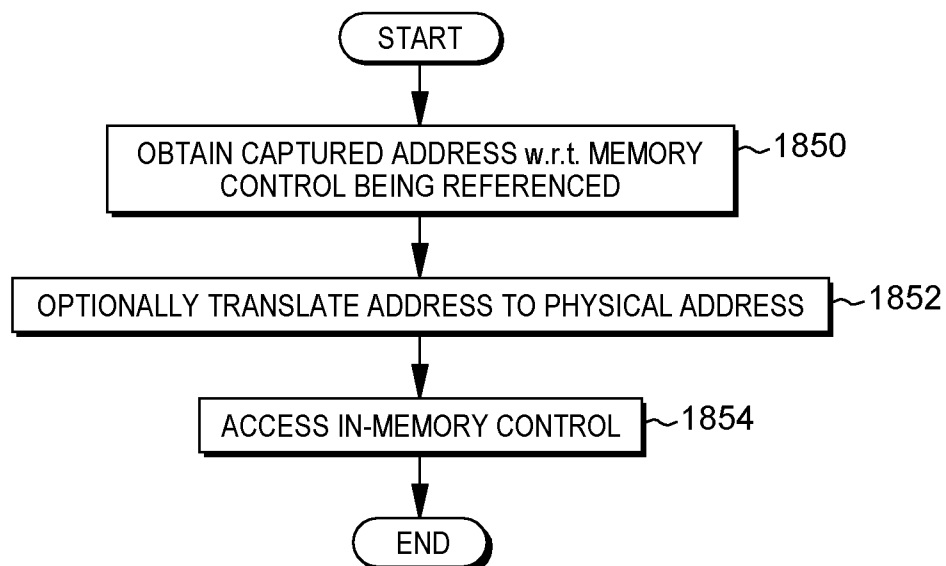 START
OBTAIN CAPTURED ADDRESS w.r.t. MEMORY
CONTROL BEING REFERENCED
1850
OPTIONALLY TRANSLATE ADDRESS TO PHYSICAL ADDRESS
1852
ACCESS IN-MEMORY CONTROL
1854
END